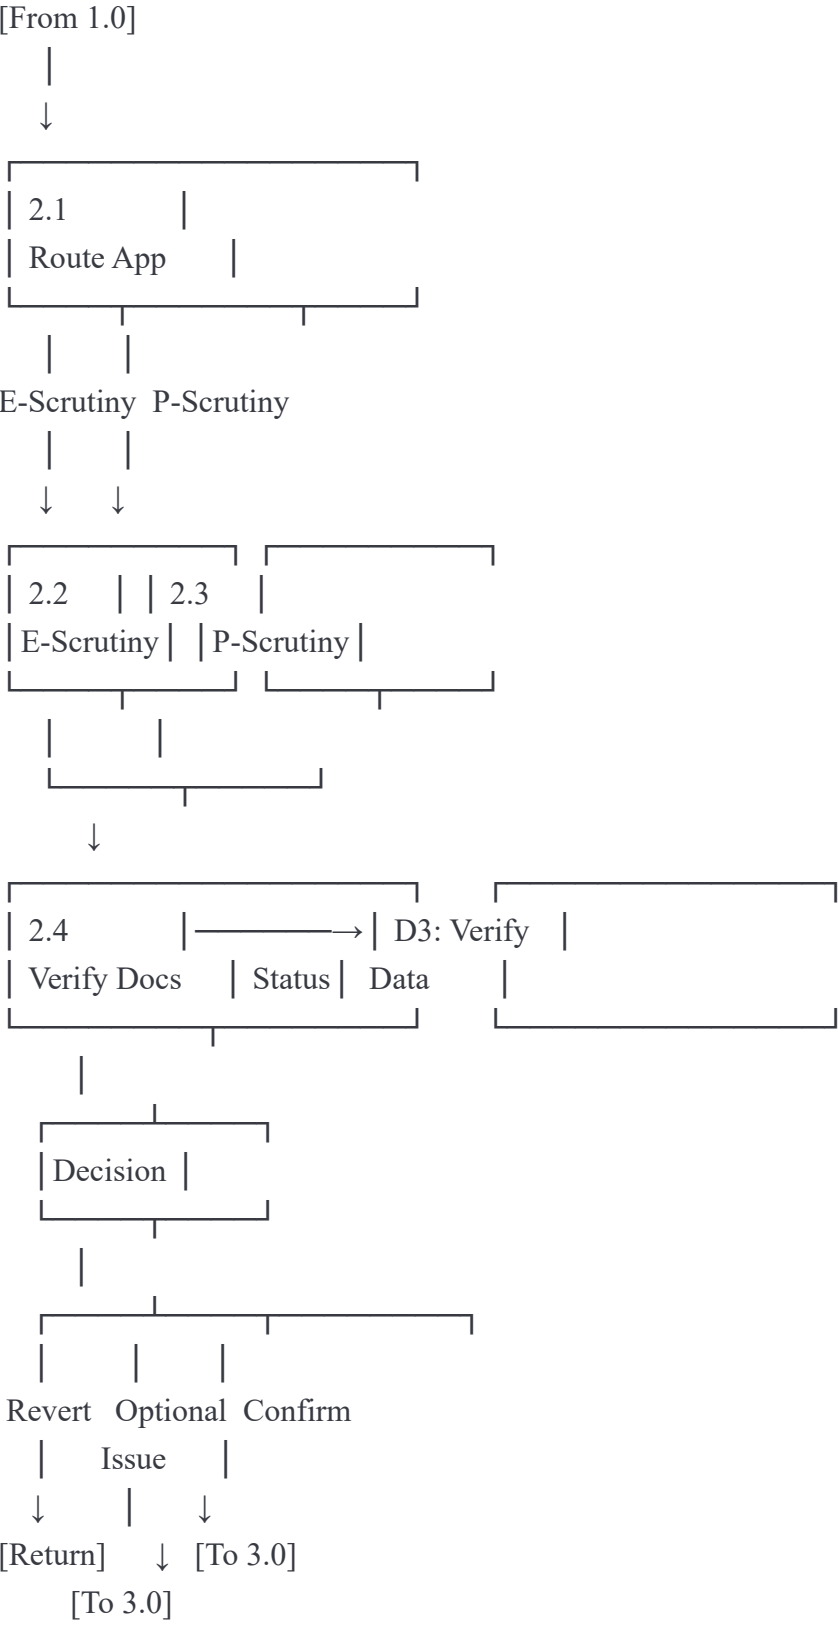 [From 1.0]
2.1
Route App
E-Scrutiny P-Scrutiny
2.2 2.3
E-Scrutiny P-Scrutiny
2.4 D3: Verify
Verify Docs Status Data
Decision
Revert Optional Confirm
Issue
[Return] [To 3.0]
[To 3.0]